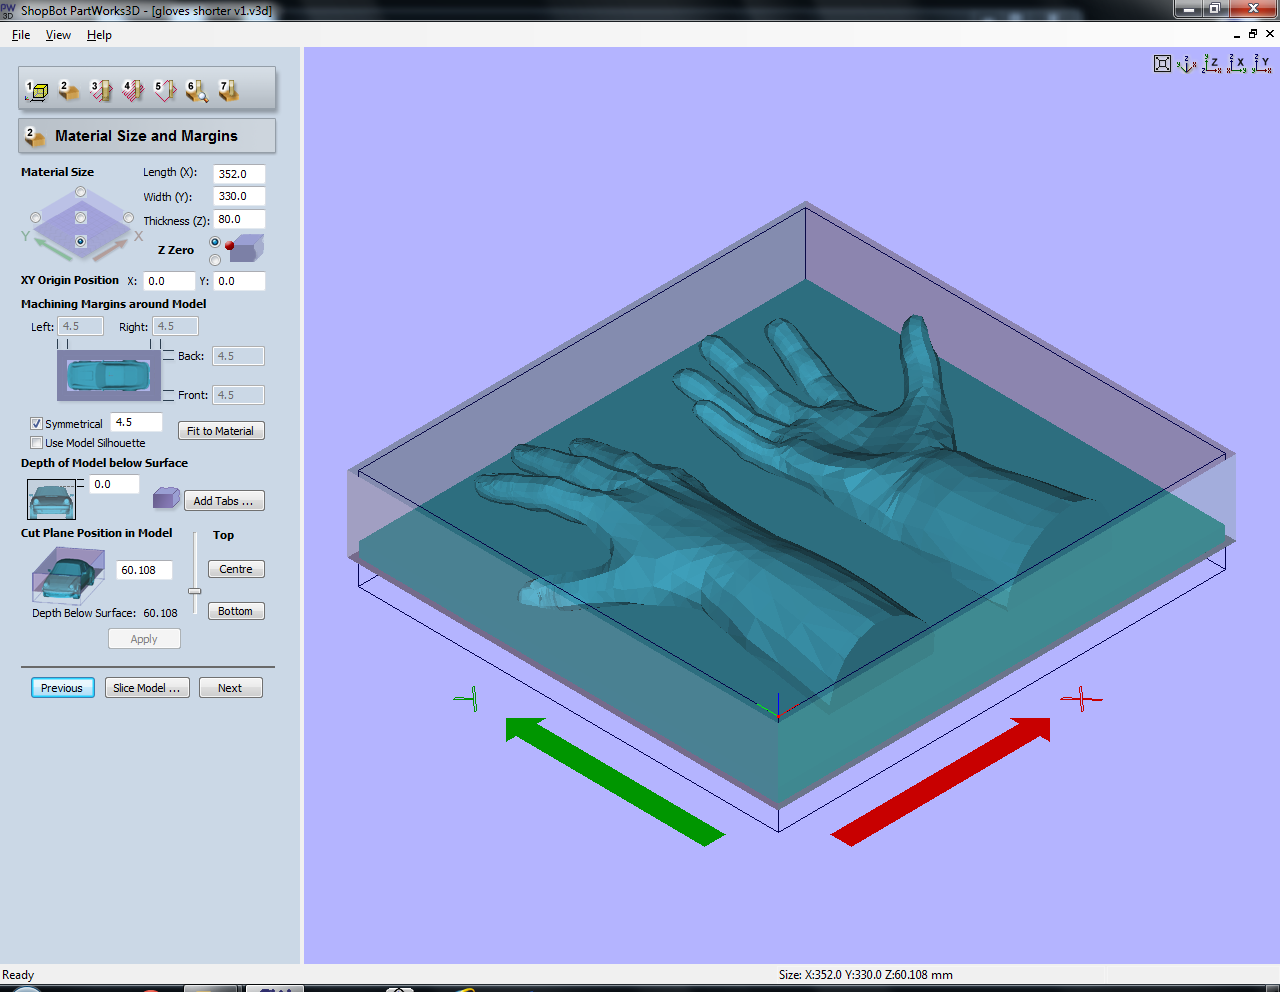 ShopBot PartWorks3D - [gloves shorter v1.v3d]
File View Help
1 2 3 4 5 6 7
2 Material Size and Margins
Material Size
Length (X): 352.0
Width (Y): 330.0
Thickness (Z): 80.0
Y X
Z Zero
XY Origin Position X: 0.0 Y: 0.0
Machining Margins around Model
Left: 4.5 Right: 4.5
Back: 4.5
Front: 4.5
Symmetrical 4.5
Fit to Material
Use Model Silhouette
Depth of Model below Surface
0.0
Add Tabs ...
Cut Plane Position in Model
Top
60.108
Centre
Depth Below Surface: 60.108
Bottom
Apply
Previous Slice Model ... Next
Ready
Size: X:352.0 Y:330.0 Z:60.108 mm